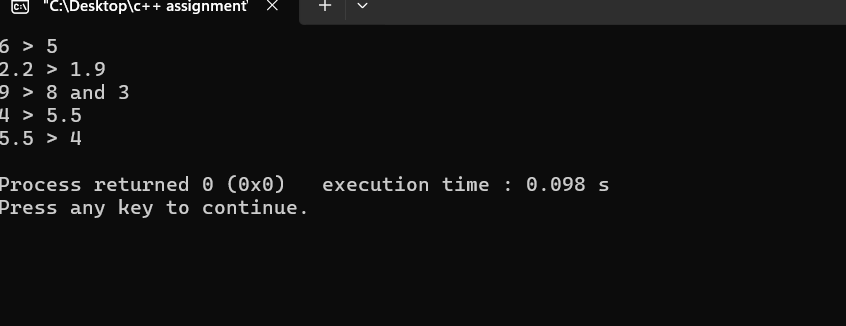 "C:\Desktop\c++ assignment"
6 > 5
2.2 > 1.9
9 > 8 and 3
4 > 5.5
5.5 > 4
Process returned 0 (0x0)   execution time : 0.098 s
Press any key to continue.